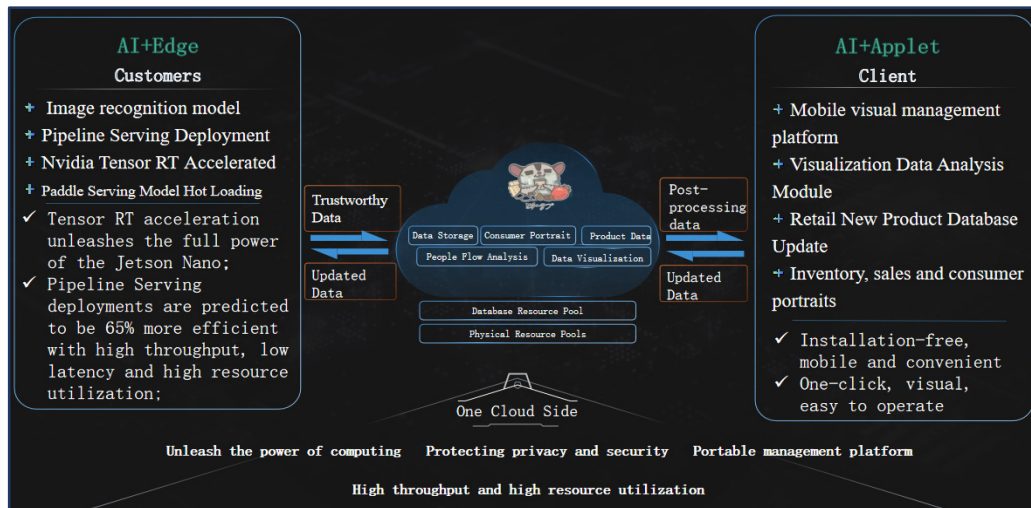 AI+Edge
Customers
+ Image recognition model
+ Pipeline Serving Deployment
+ Nvidia Tensor RT Accelerated
+ Paddle Serving Model Hot Loading
✓ Tensor RT acceleration
unleashes the full power
of the Jetson Nano;
✓ Pipeline Serving
deployments are predicted
to be 65% more efficient
with high throughput, low
latency and high resource
utilization;
Trustworthy
Data
Updated
Data
Data Storage
Consumer Portrait
Product Data
People Flow Analysis
Data Visualization
Database Resource Pool
Physical Resource Pools
Post-
processing
data
Updated
Data
AI+Applet
Client
+ Mobile visual management
platform
+ Visualization Data Analysis
Module
+ Retail New Product Database
Update
+ Inventory, sales and consumer
portraits
✓ Installation-free,
mobile and convenient
✓ One-click, visual,
easy to operate
One Cloud Side
Unleash the power of computing
Protecting privacy and security
Portable management platform
High throughput and high resource utilization